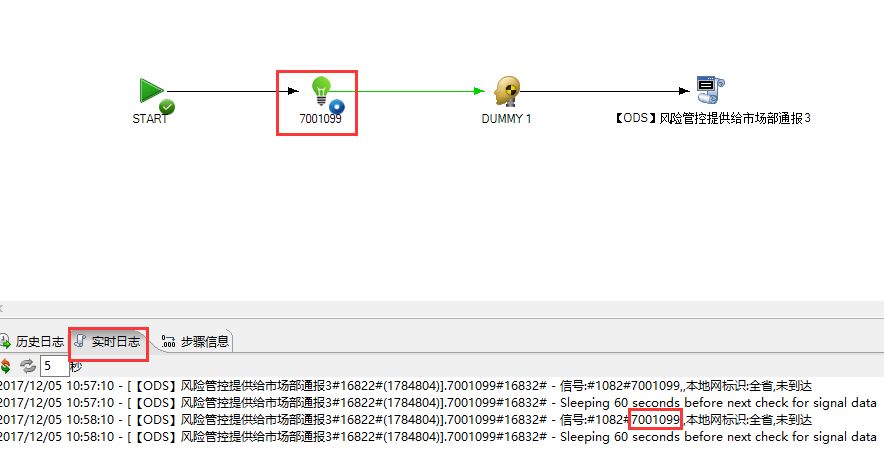 START
7001099
DUMMY 1
【ODS】风险管控提供给市场部通报3
历史日志 实时日志 步骤信息
5 秒
2017/12/05 10:57:10 - [【ODS】风险管控提供给市场部通报3#16822#(1784804)].7001099#16832# - 信号:#1082#7001099,,本地网标识:全省,未到达
2017/12/05 10:57:10 - [【ODS】风险管控提供给市场部通报3#16822#(1784804)].7001099#16832# - Sleeping 60 seconds before next check for signal data
2017/12/05 10:58:10 - [【ODS】风险管控提供给市场部通报3#16822#(1784804)].7001099#16832# - 信号:#1082#7001099,,本地网标识:全省,未到达
2017/12/05 10:58:10 - [【ODS】风险管控提供给市场部通报3#16822#(1784804)].7001099#16832# - Sleeping 60 seconds before next check for signal data